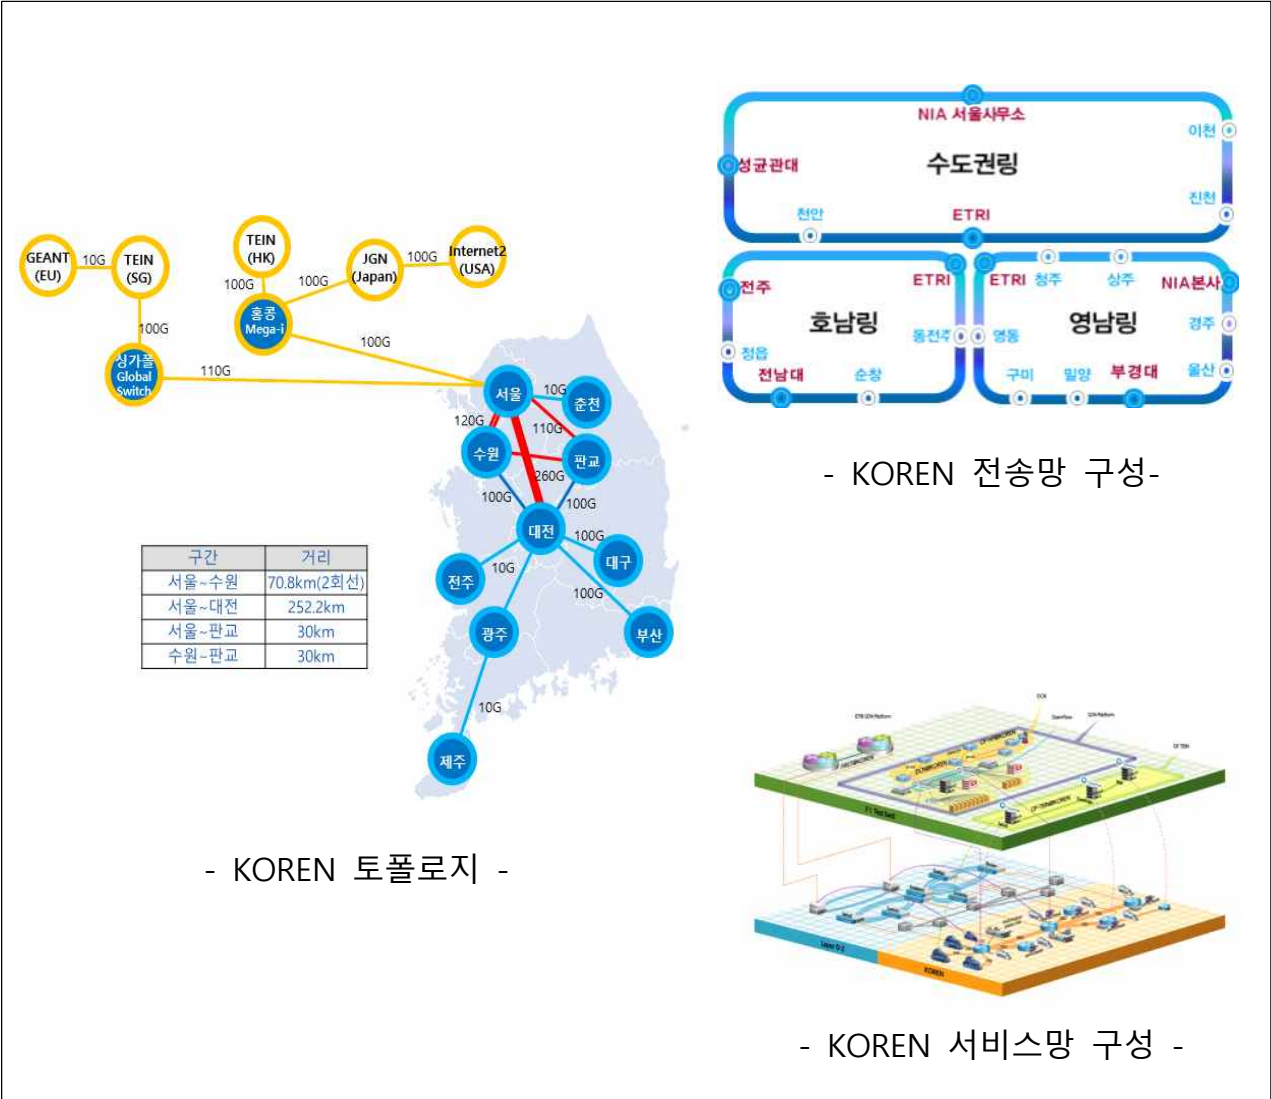 TEIN
(HK)
GEANT
(EU)
10G
TEIN
(SG)
JGN
(Japan)
100G
Internet2
(USA)
100G
100G
홍콩
Mega-i
100G
100G
싱가폴
Global
Switch
110G
서울
10G
춘천
120G
110G
수원
판교
260G
100G
100G
대전
100G
대구
10G
전주
100G
광주
부산
10G
제주
구간 거리
서울~수원 70.8km(2회선)
서울~대전 252.2km
서울~판교 30km
수원~판교 30km
- KOREN 토폴로지 -
NIA 서울사무소
이천
성균관대
수도권링
진천
천안
ETRI
전주
ETRI
호남링
동전주
정읍
전남대
순창
ETRI
청주
상주
NIA본사
영남링
경주
영동
구미
밀양
부경대
울산
- KOREN 전송망 구성-
Layer 0-2
KOREN
- KOREN 서비스망 구성 -